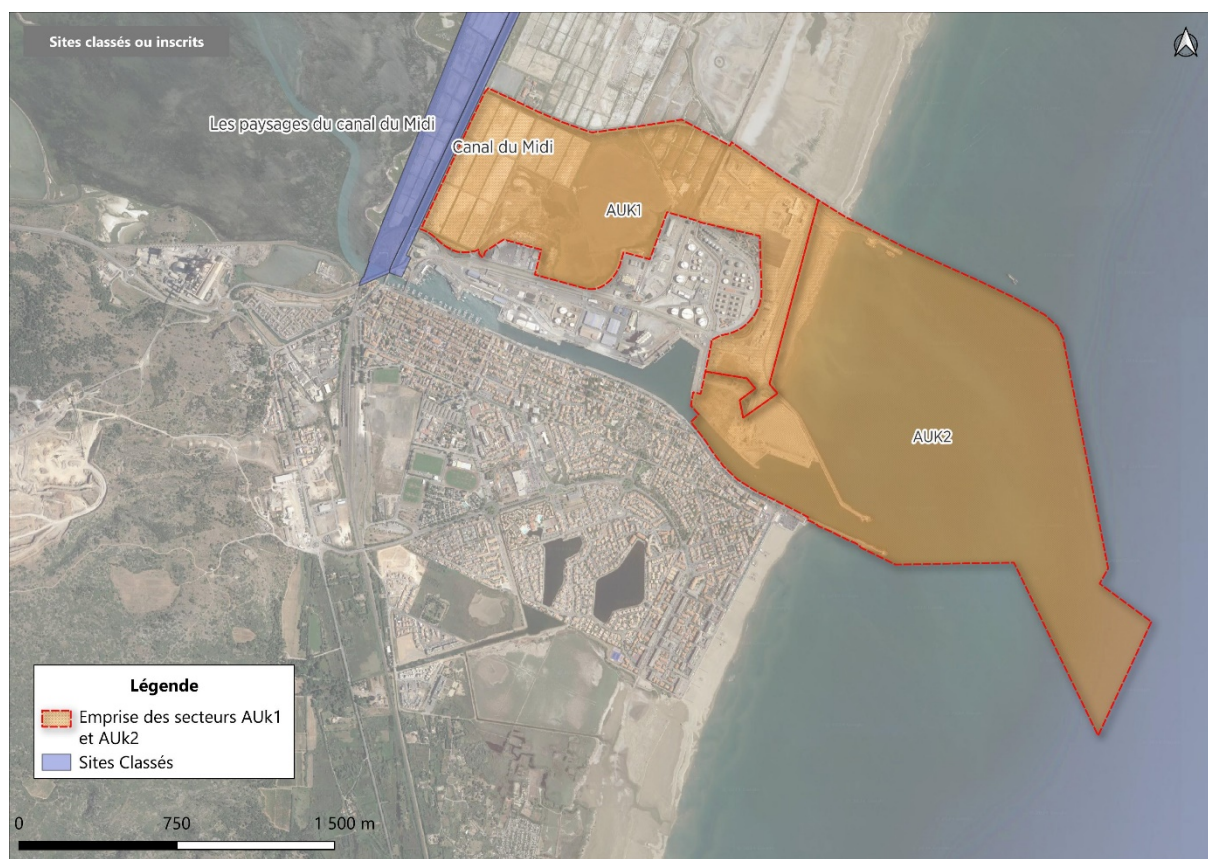 Sites classés ou inscrits
Les paysages du canal du Midi
Canal du Midi
AUK1
AUK2
Légende
Emprise des secteurs AUk1
et AUk2
Sites Classés
0 750 1 500 m